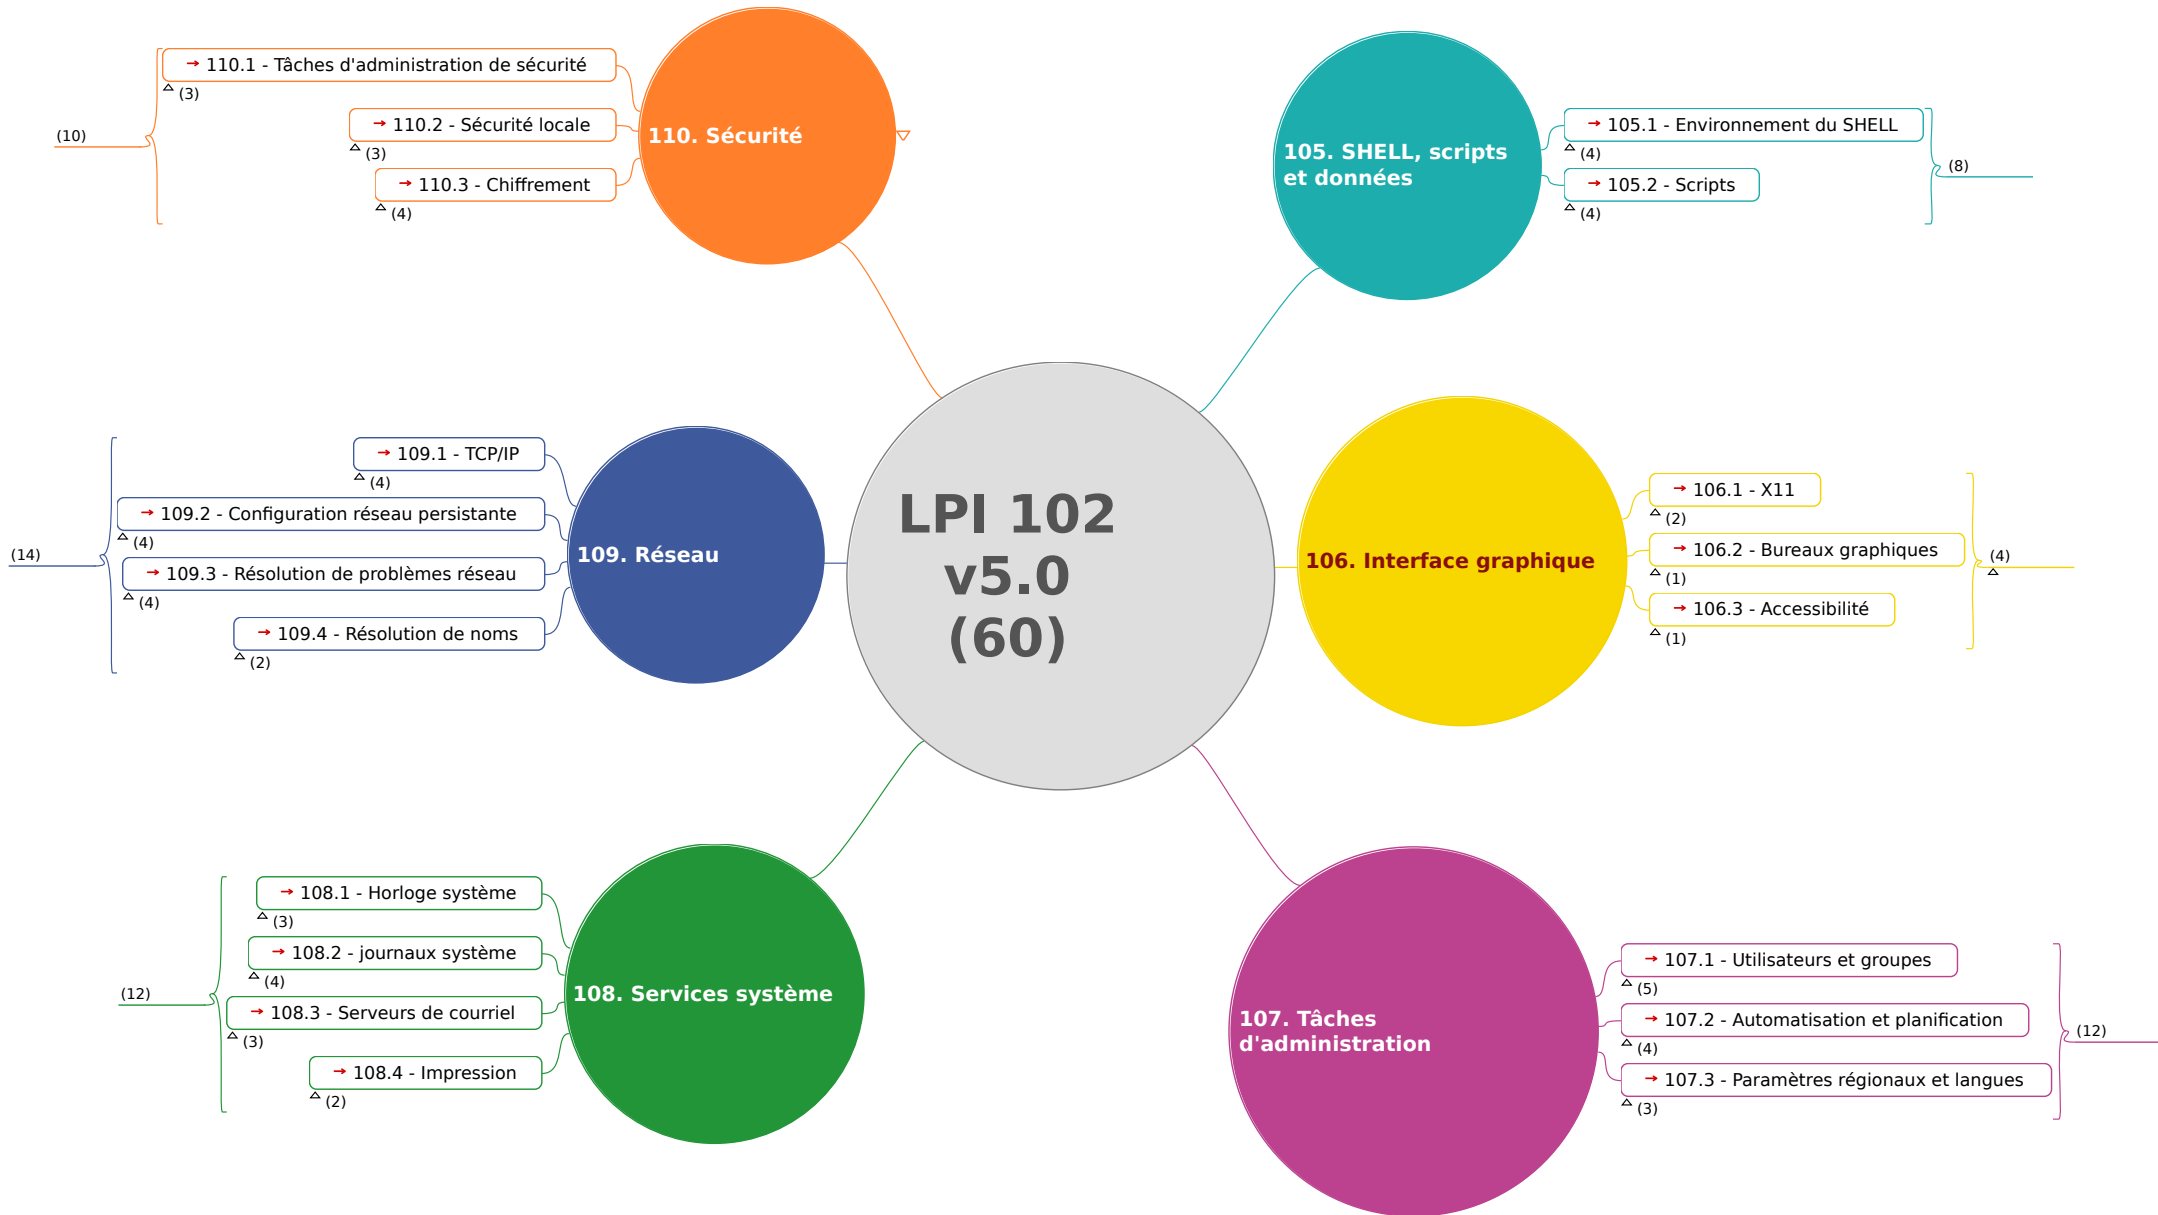 LPI 102
v5.0
(60)
105. SHELL, scripts
et données
→ 105.1 - Environnement du SHELL
(4)
→ 105.2 - Scripts
(4)
(8)
106. Interface graphique
→ 106.1 - X11
(2)
→ 106.2 - Bureaux graphiques
(1)
→ 106.3 - Accessibilité
(1)
(4)
107. Tâches
d'administration
→ 107.1 - Utilisateurs et groupes
(5)
→ 107.2 - Automatisation et planification
(4)
→ 107.3 - Paramètres régionaux et langues
(3)
(12)
108. Services système
→ 108.1 - Horloge système
(3)
→ 108.2 - journaux système
(4)
→ 108.3 - Serveurs de courriel
(3)
→ 108.4 - Impression
(2)
(12)
109. Réseau
→ 109.1 - TCP/IP
(4)
→ 109.2 - Configuration réseau persistante
(4)
→ 109.3 - Résolution de problèmes réseau
(4)
→ 109.4 - Résolution de noms
(2)
(14)
110. Sécurité
→ 110.1 - Tâches d'administration de sécurité
(3)
→ 110.2 - Sécurité locale
(3)
→ 110.3 - Chiffrement
(4)
(10)